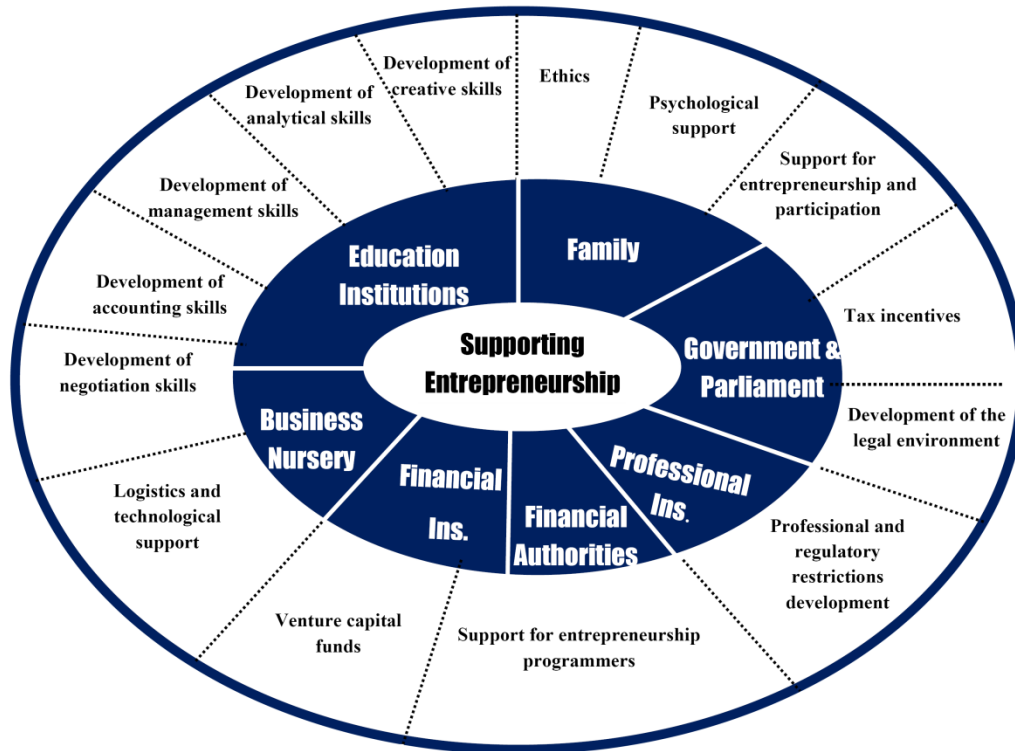 Development of
creative skills
Ethics
Development of
analytical skills
Psychological
support
Support for
entrepreneurship and
participation
Development of
management skills
Education
Institutions
Family
Development of
accounting skills
Tax incentives
Supporting
Entrepreneurship
Government &
Parliament
Development of
negotiation skills
Business
Nursery
Development of the
legal environment
Financial
Ins.
Financial
Authorities
Professional
Ins.
Logistics and
technological
support
Professional and
regulatory
restrictions
development
Venture capital
funds
Support for entrepreneurship
programmers